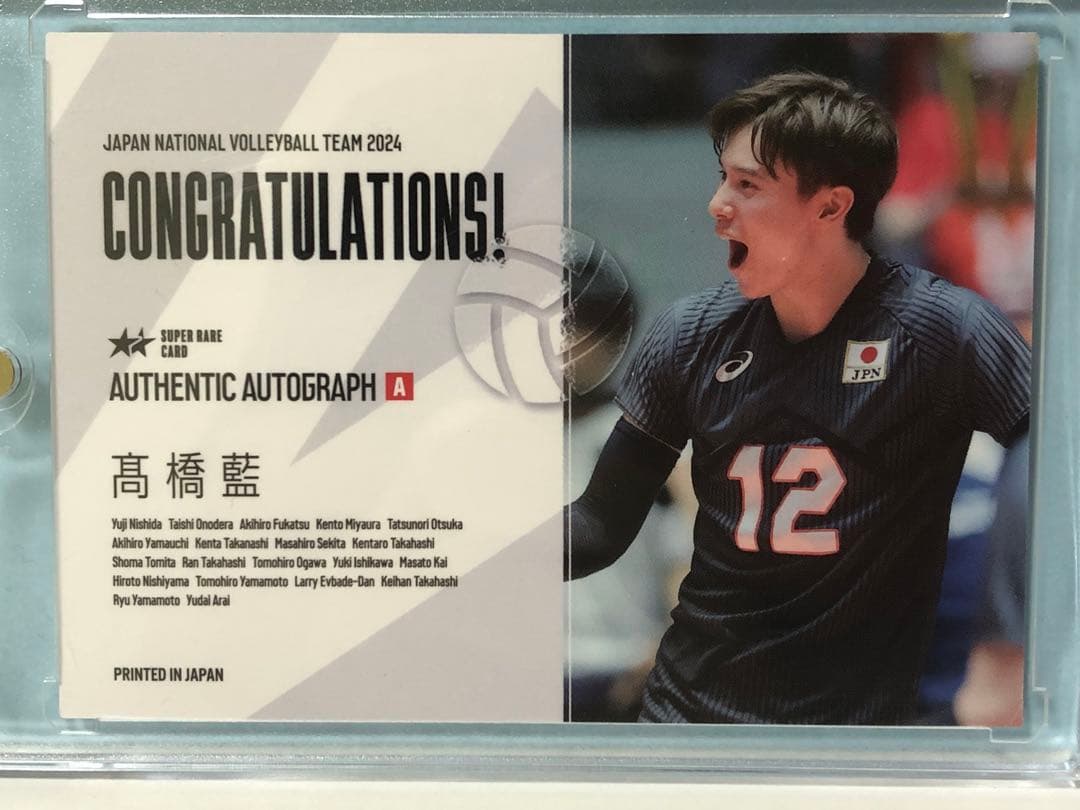 JAPAN NATIONAL VOLLEYBALL TEAM 2024
CONGRATULATIONS!
SUPER RARE
CARD
AUTHENTIC AUTOGRAPH A
髙橋藍
Yuji Nishida Taishi Onodera Akihiro Fukatsu Kento Miyaura Tatsunori Otsuka
Akihiro Yamauchi Kenta Takanashi Masahiro Sekita Kentaro Takahashi
Shoma Tomita Ran Takahashi Tomohiro Ogawa Yuki Ishikawa Masato Kai
Hiroto Nishiyama Tomohiro Yamamoto Larry Evbade-Dan Keihan Takahashi
Ryu Yamamoto Yudai Arai
PRINTED IN JAPAN
JPN
12